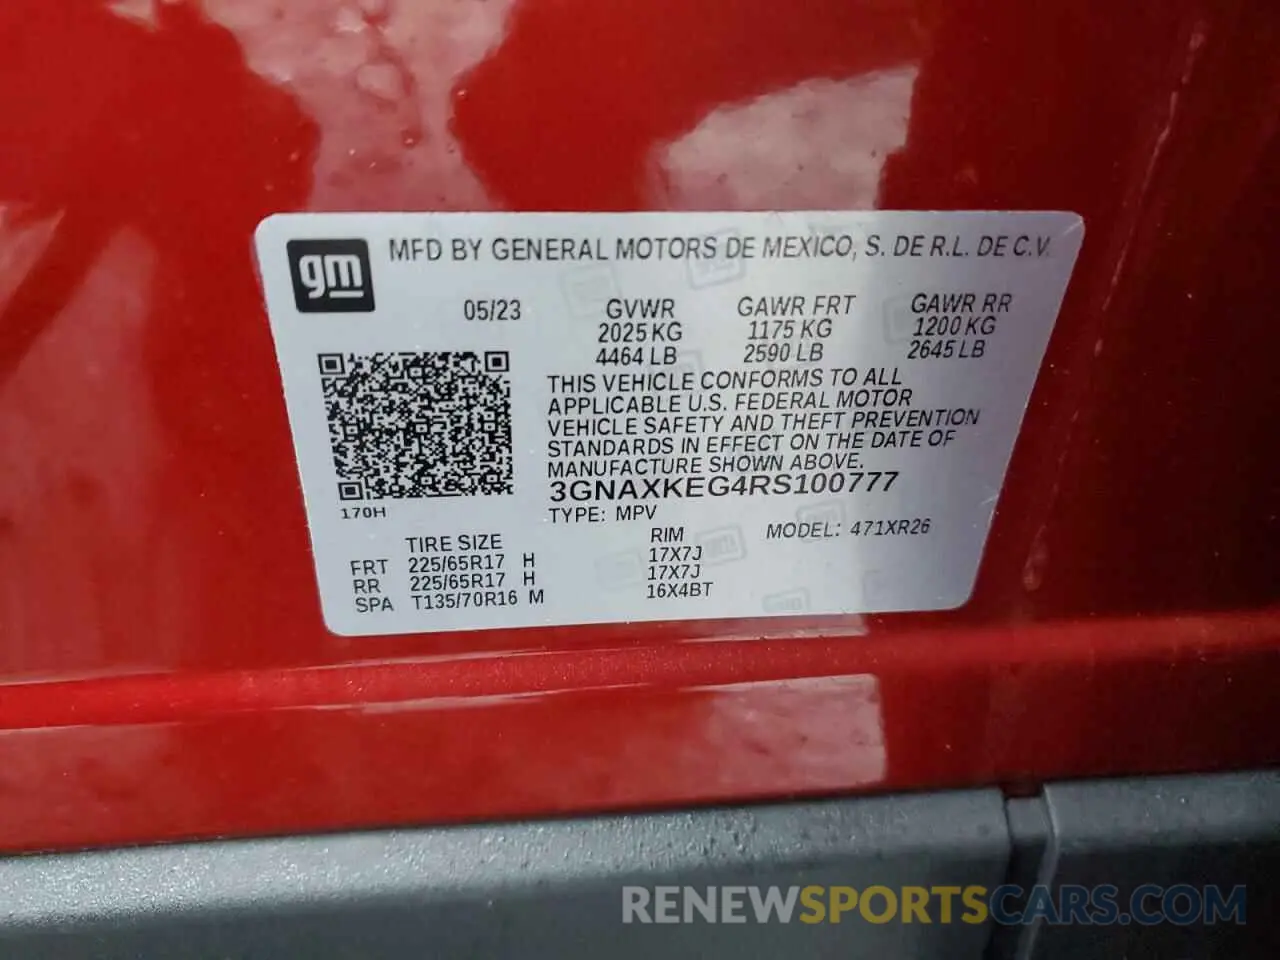 gm
MFD BY GENERAL MOTORS DE MEXICO, S. DE R.L. DE C.V.
05/23 GVWR GAWR FRT GAWR RR
2025 KG 1175 KG 1200 KG
4464 LB 2590 LB 2645 LB
THIS VEHICLE CONFORMS TO ALL
APPLICABLE U.S. FEDERAL MOTOR
VEHICLE SAFETY AND THEFT PREVENTION
STANDARDS IN EFFECT ON THE DATE OF
MANUFACTURE SHOWN ABOVE.
3GNAXKEG4RS100777
170H
TYPE: MPV
MODEL: 471XR26
TIRE SIZE RIM
FRT 225/65R17 H 17X7J
RR 225/65R17 H 17X7J
SPA T135/70R16 M 16X4BT
RENEWSPORTSCARS.COM